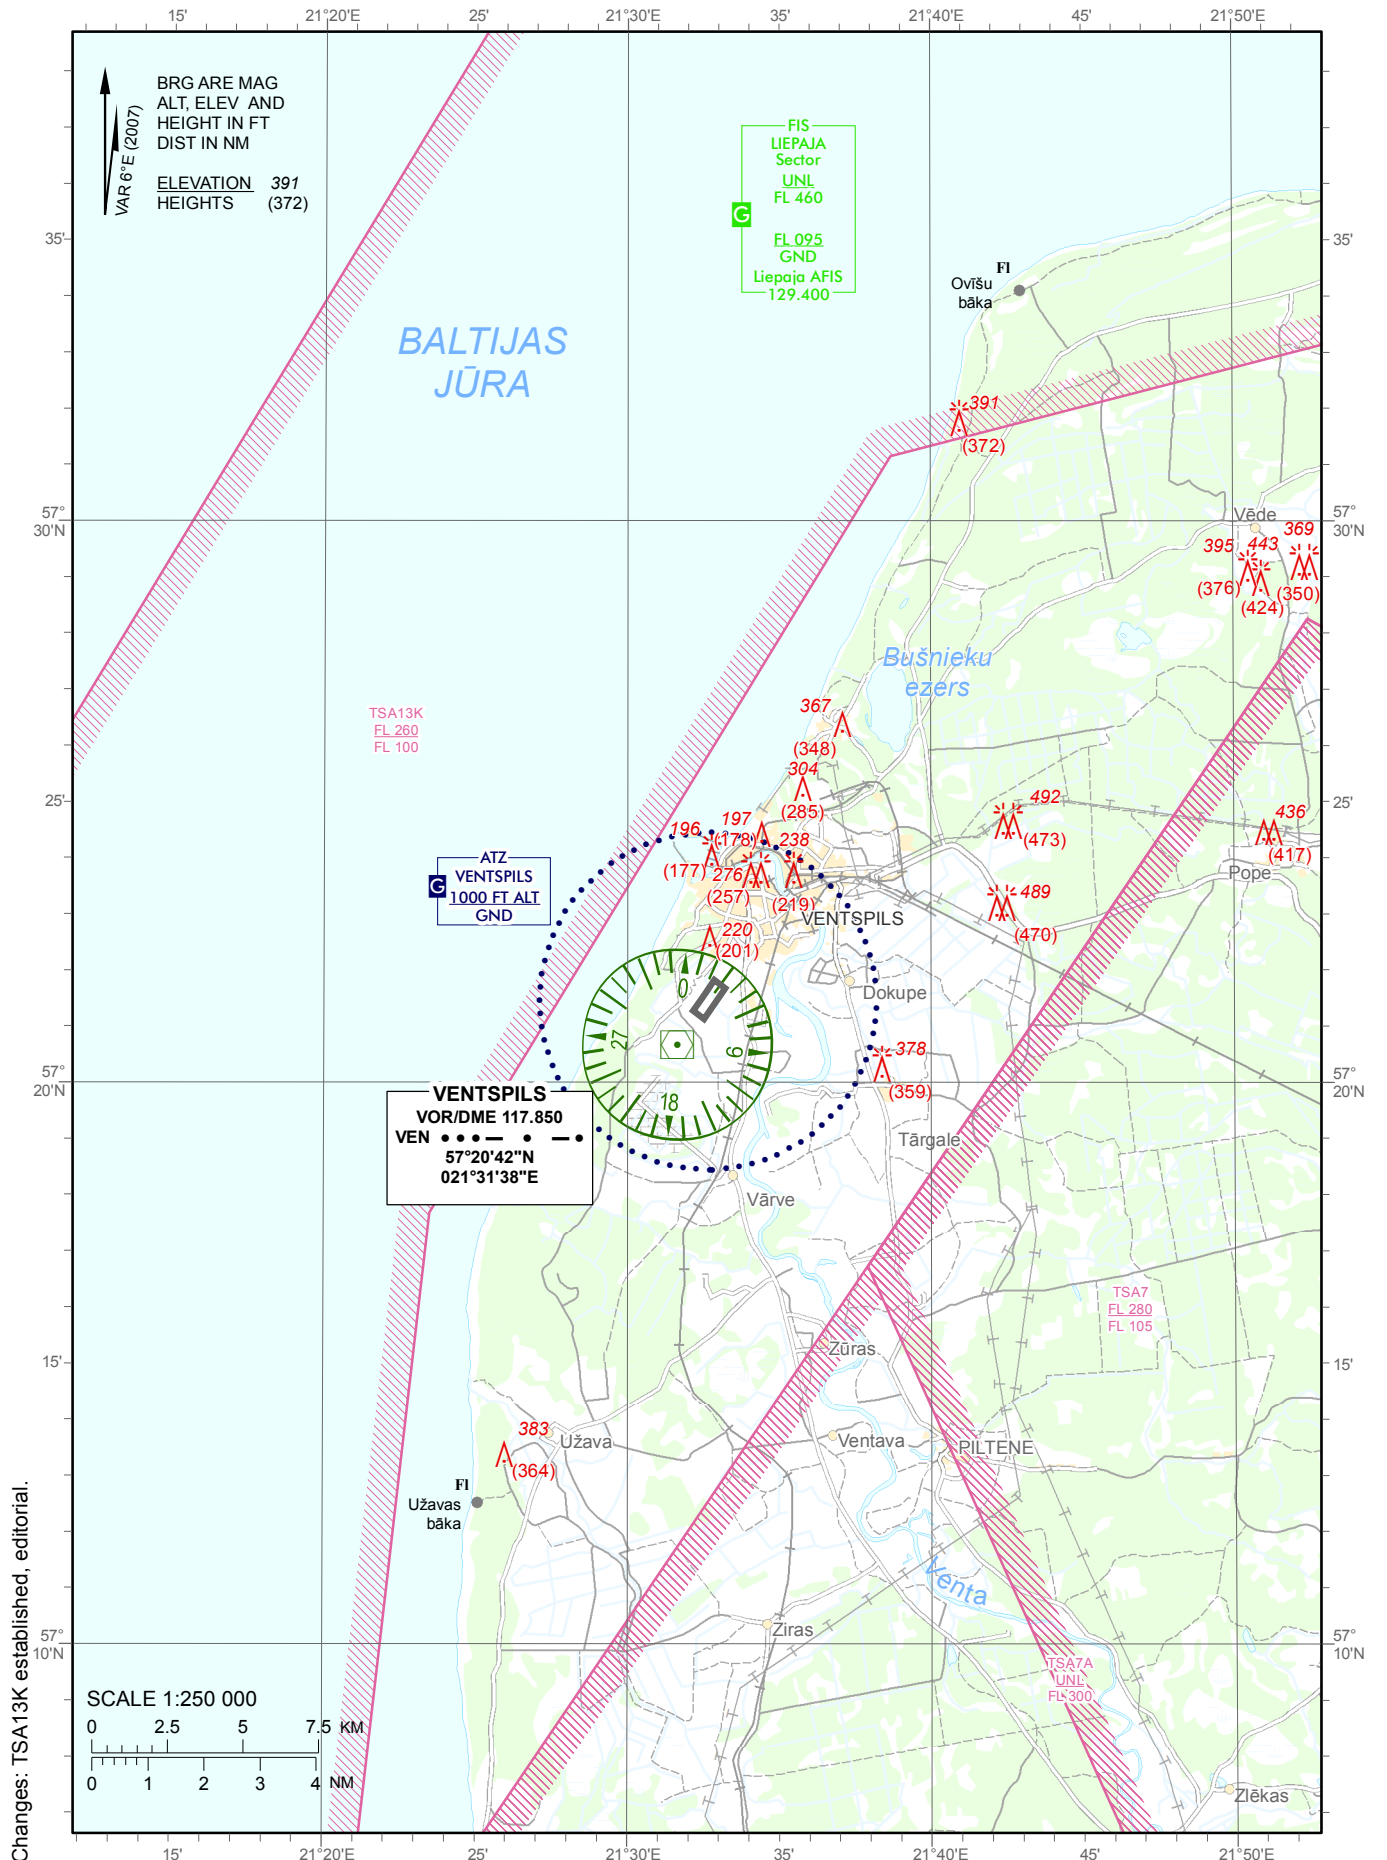 15'
21°20'E
25'
21°30'E
35'
21°40'E
45'
21°50'E
BRG ARE MAG
ALT, ELEV AND
HEIGHT IN FT
DIST IN NM
VAR 6°E (2007)
ELEVATION 391
HEIGHTS (372)
FIS
LIEPAJA
Sector
UNL
FL 460
G
FL 095
GND
Liepaja AFIS
129.400
35'
35'
Fl
Ovīšu
bāka
BALTIJAS
JŪRA
391
(372)
57°
30'N
57°
30'N
Vēde
369
395
443
(376)
(350)
(424)
Bušnieku
ezers
TSA13K
FL 260
FL 100
367
(348)
304
(285)
25'
25'
492
(473)
436
(417)
197
196
(178)
238
(177)
276
(257)
(219)
Pope
ATZ
VENTSPILS
G
1000 FT ALT
GND
489
(470)
VENTSPILS
220
(201)
0
9
18
27
Dokupe
378
(359)
57°
20'N
57°
20'N
VENTSPILS
VOR/DME 117.850
VEN
57°20'42"N
021°31'38"E
Tārgale
Vārve
TSA7
FL 280
FL 105
Zūras
15'
15'
383
(364)
Užava
Ventava
PILTENE
Fl
Užavas
bāka
Venta
Ziras
57°
10'N
57°
10'N
TSA7A
UNL
FL 300
SCALE 1:250 000
0 2.5 5 7.5 KM
0 1 2 3 4 NM
Zlēkas
Changes: TSA13K established, editorial.
15'
21°20'E
25'
21°30'E
35'
21°40'E
45'
21°50'E